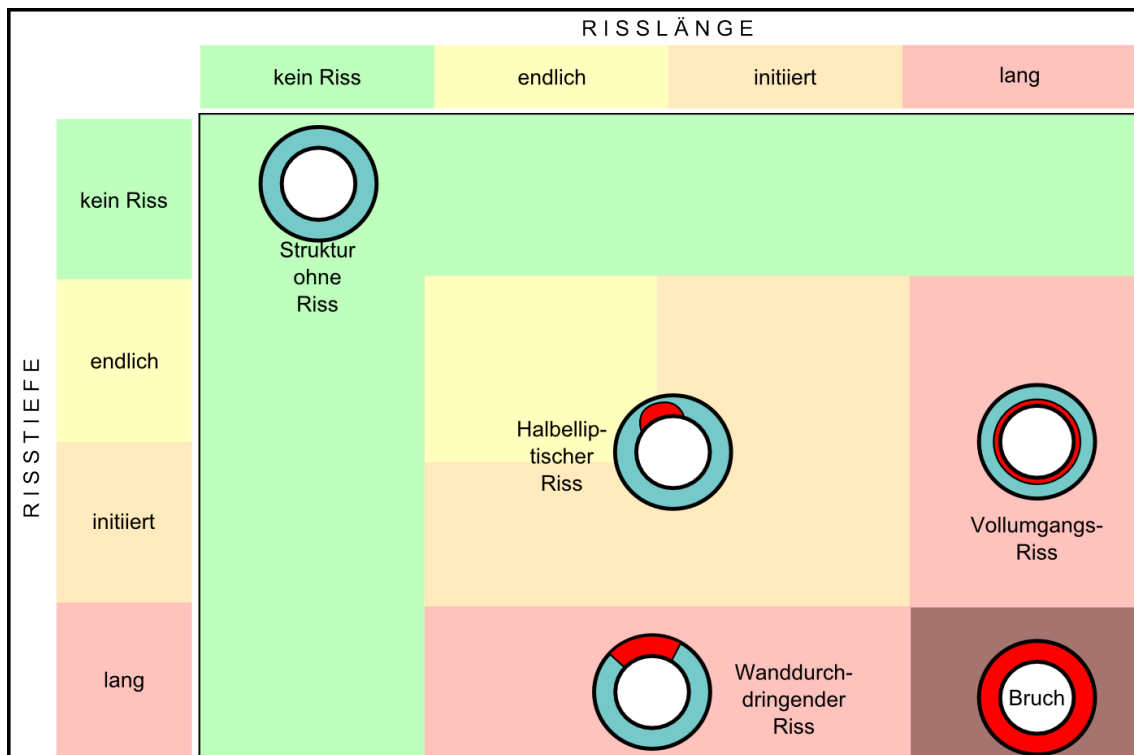 RISSLÄNGE
kein Riss
endlich
initiiert
lang
RISSTIEFE
kein Riss
endlich
initiiert
lang
Struktur
ohne
Riss
Halbellip-
tischer
Riss
Vollumgangs-
Riss
Wanddurch-
dringender
Riss
Bruch